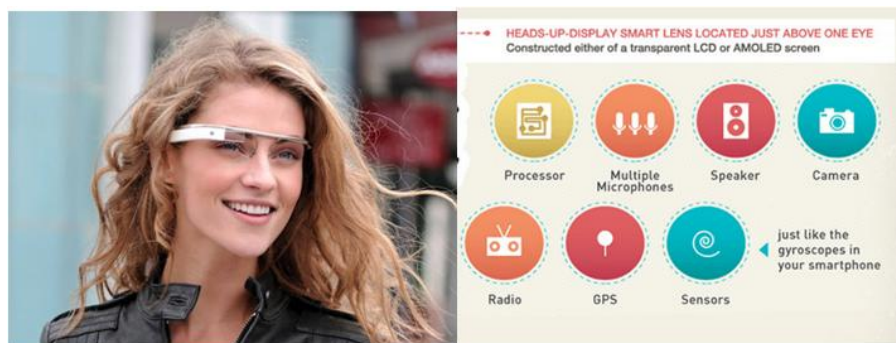 HEADS-UP-DISPLAY SMART LENS LOCATED JUST ABOVE ONE EYE
Constructed either of a transparent LCD or AMOLED screen
Processor
Multiple
Microphones
Speaker
Camera
Radio
GPS
Sensors
just like the
gyroscopes in
your smartphone